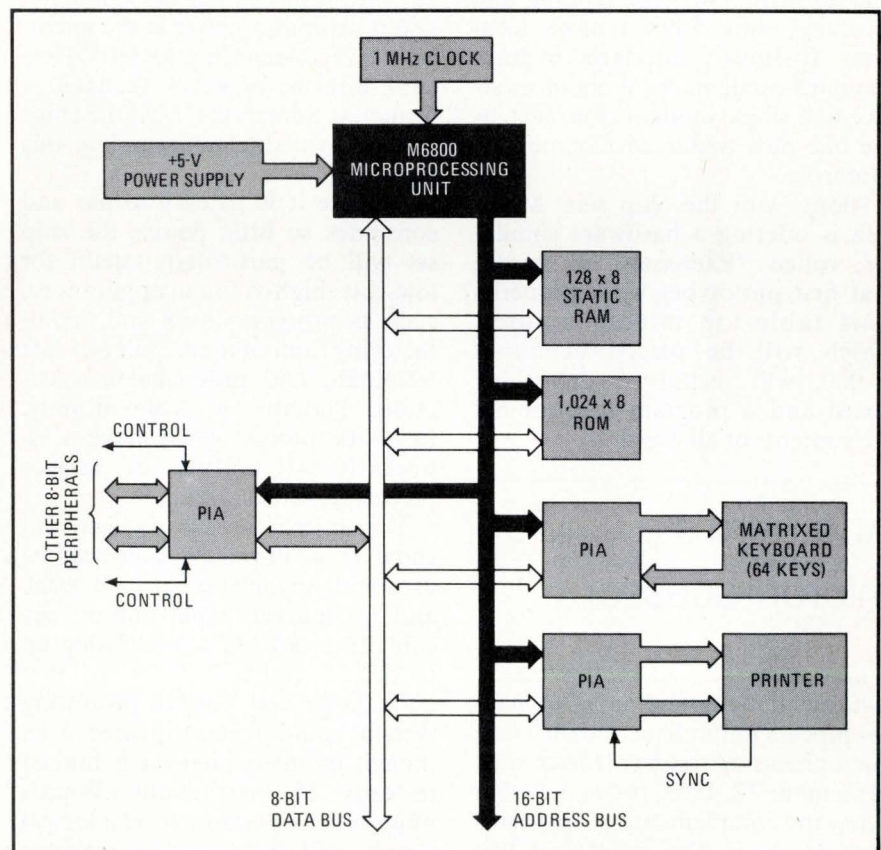 1 MHz CLOCK
M6800
MICROPROCESSING
UNIT
+5-V
POWER SUPPLY
128 x 8
STATIC
RAM
1,024 x 8
ROM
CONTROL
OTHER 8-BIT
PERIPHERALS
PIA
CONTROL
PIA
MATRIXED
KEYBOARD
(64 KEYS)
PIA
PRINTER
SYNC
8-BIT
DATA BUS
16-BIT
ADDRESS BUS